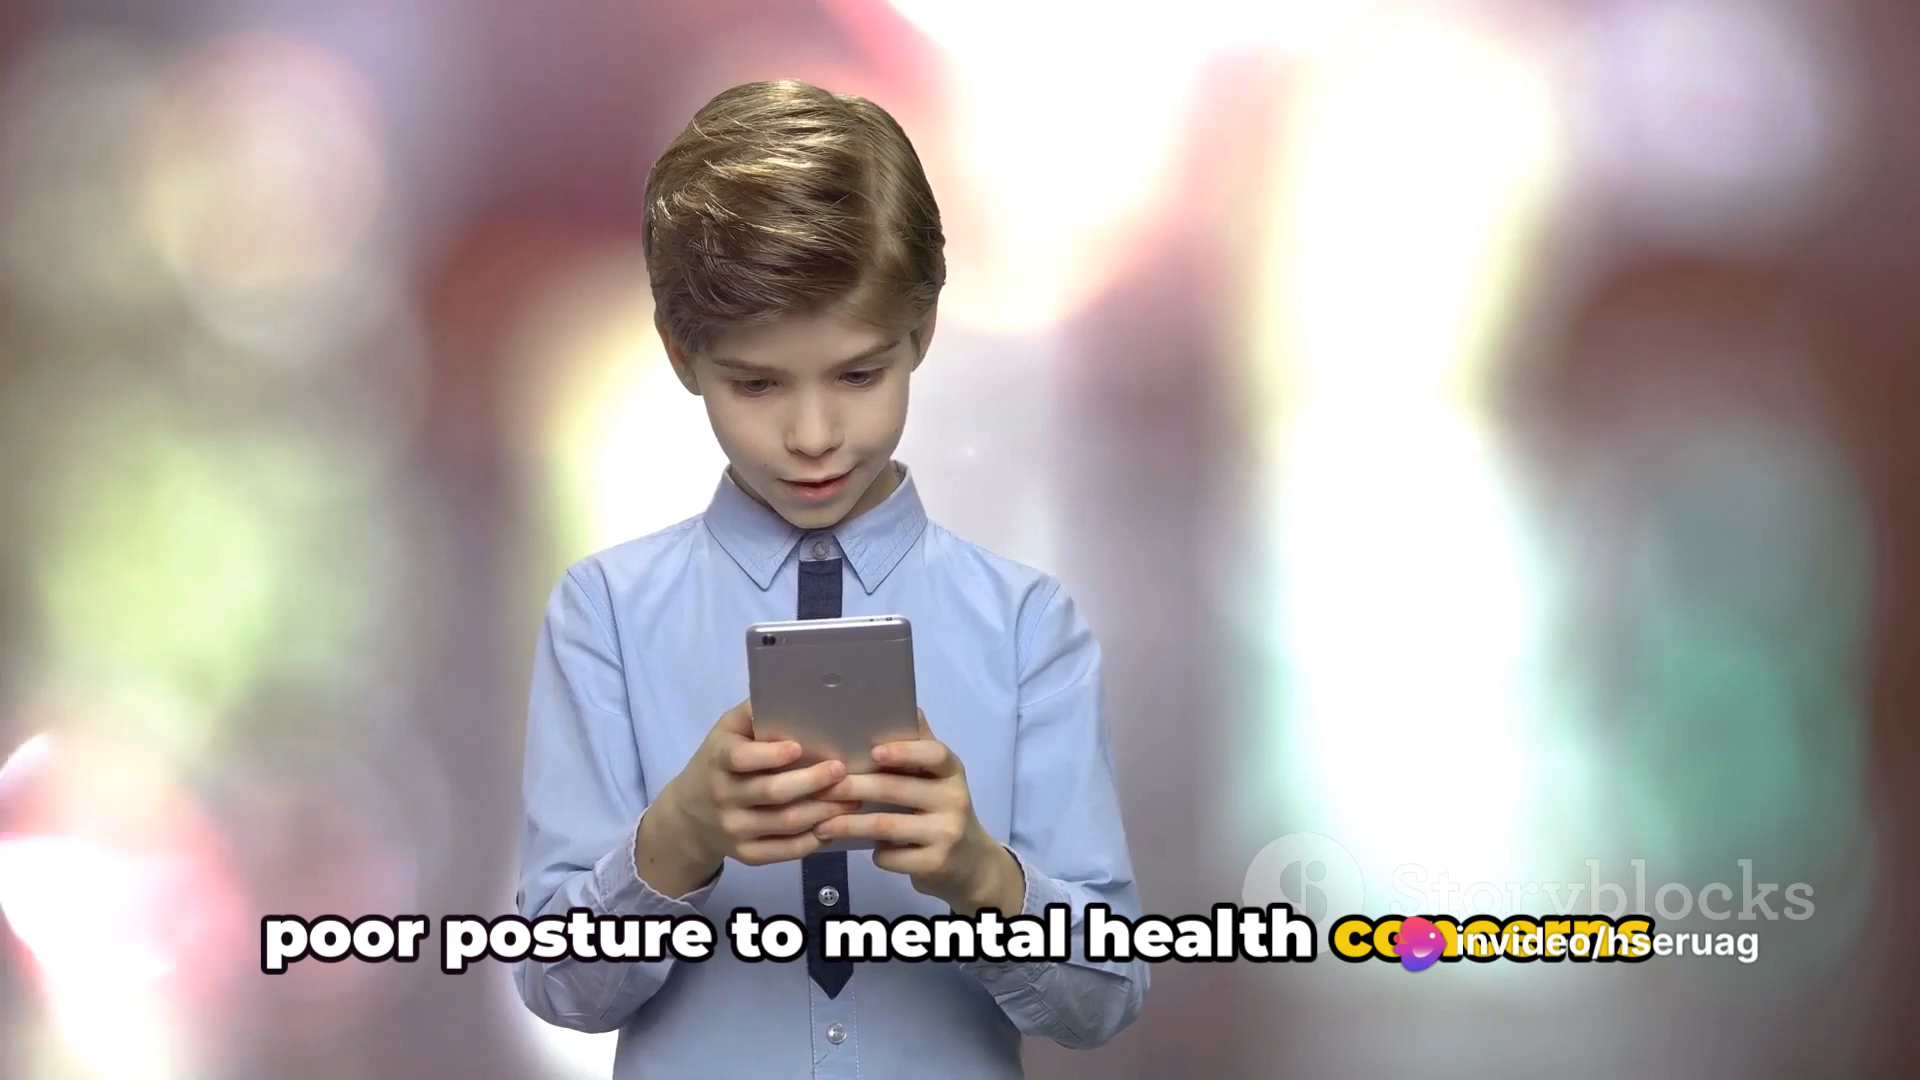 Storyblocks
poor posture to mental health concerns
invideo/hseruag